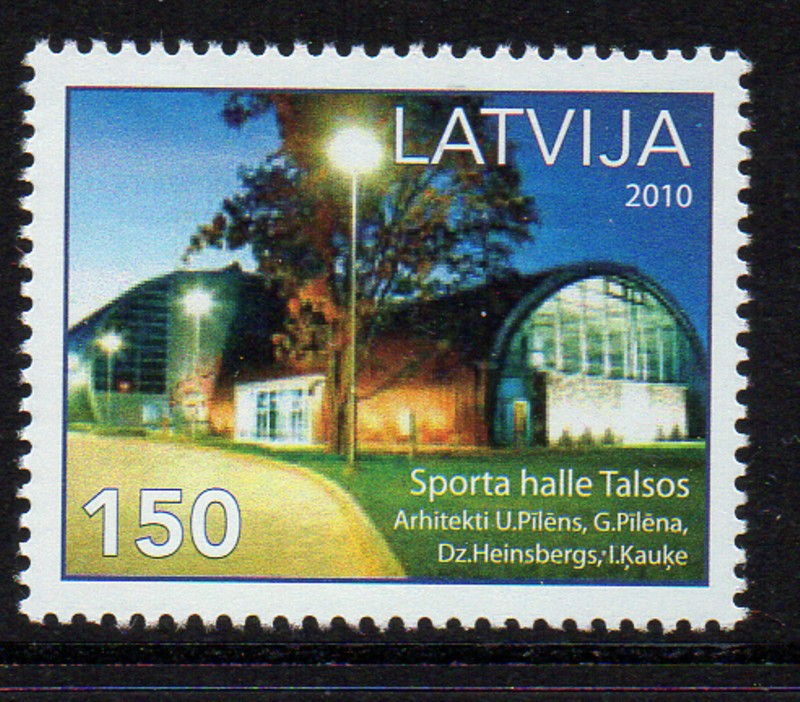 LATVIJA
2010
Sporta halle Talsos
Arhitekti U.Pīlēns, G.Pīlēna,
Dz.Heinsbergs, I.Ķauķe
150